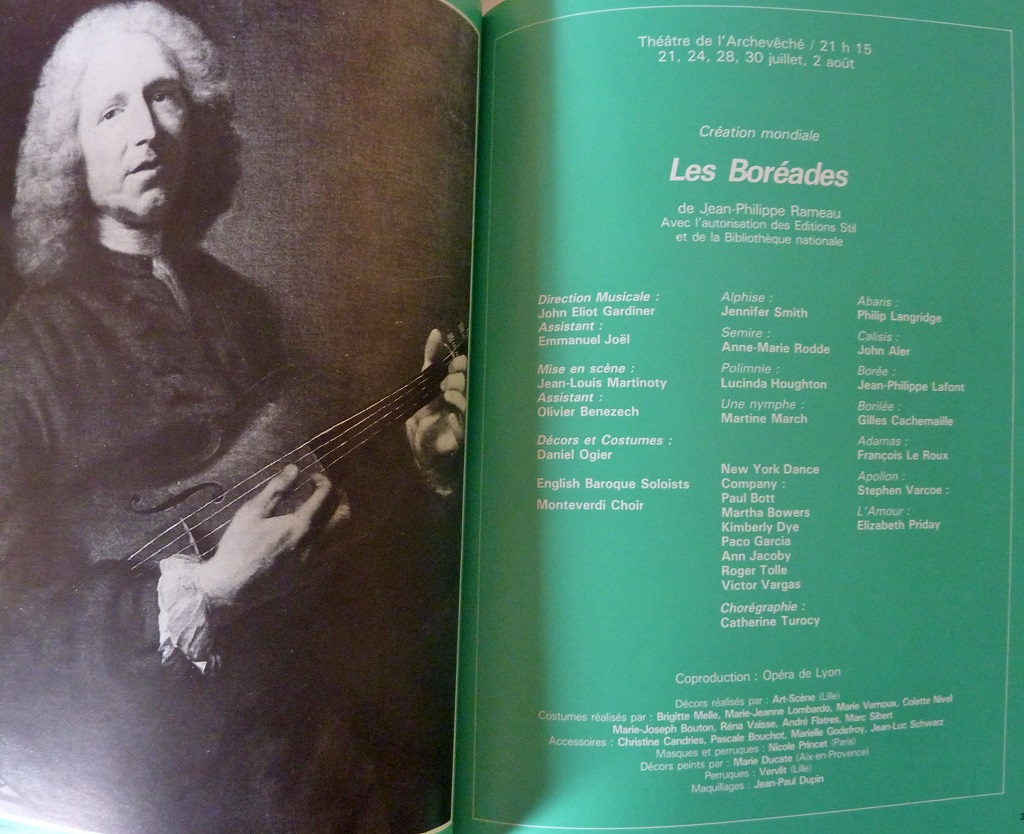 Théâtre de l'Archevêché / 21 h 15
21, 24, 28, 30 juillet, 2 août
Création mondiale
Les Boréades
de Jean-Philippe Rameau
Avec l'autorisation des Editions Stil
et de la Bibliothèque nationale
Direction Musicale :
John Eliot Gardiner
Assistant :
Emmanuel Joël
Mise en scène :
Jean-Louis Martinoty
Assistant :
Olivier Benezech
Décors et Costumes :
Daniel Ogier
English Baroque Soloists
Monteverdi Choir
Alphise :
Jennifer Smith
Semire :
Anne-Marie Rodde
Polimnie :
Lucinda Houghton
Une nymphe :
Martine March
New York Dance
Company :
Paul Bott
Martha Bowers
Kimberly Dye
Paco Garcia
Ann Jacoby
Roger Tolle
Victor Vargas
Chorégraphie :
Catherine Turocy
Abaris :
Philip Langridge
Calisis :
John Aler
Borée :
Jean-Philippe Lafont
Borilée :
Gilles Cachemaille
Adamas :
François Le Roux
Apollon :
Stephen Varcoe :
L'Amour :
Elizabeth Priday
Coproduction : Opéra de Lyon
Décors réalisés par : Art-Scène (Lille)
Costumes réalisés par : Brigitte Melle, Marie-Jeanne Lombardo, Marie Vernoux, Colette Nivel
Marie-Joseph Bouton, Réna Vaisse, André Flatres, Marc Sibert
Accessoires : Christine Candries, Pascale Bouchot, Marielle Godefroy, Jean-Luc Schwarz
Masques et perruques : Nicole Princet (Paris)
Décors peints par : Marie Ducate (Aix-en-Provence)
Perruques : Vervlit (Lille)
Maquillages : Jean-Paul Dupin